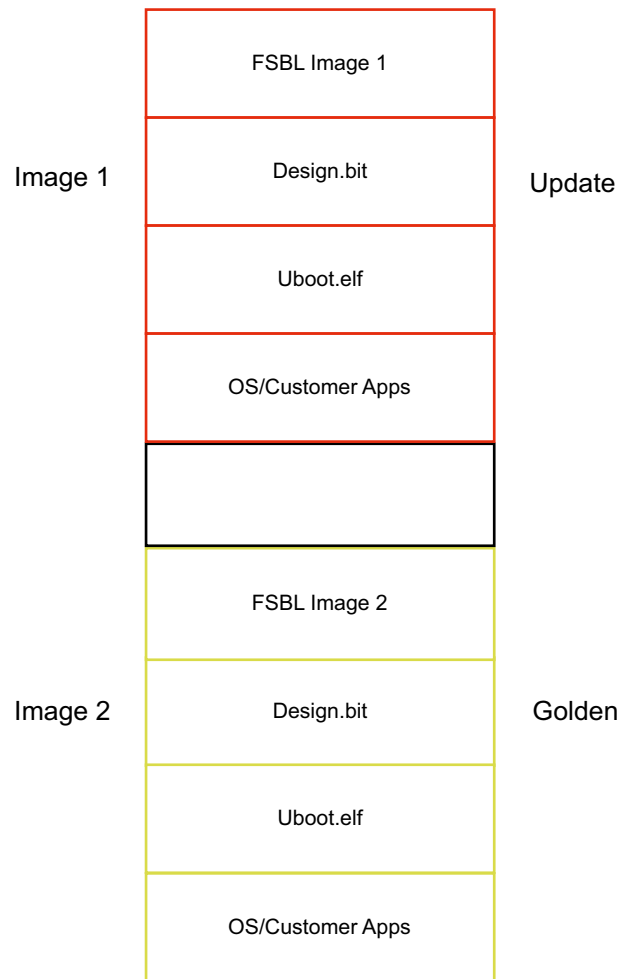 FSBL Image 1
Image 1
Design.bit
Update
Uboot.elf
OS/Customer Apps
FSBL Image 2
Image 2
Design.bit
Golden
Uboot.elf
OS/Customer Apps